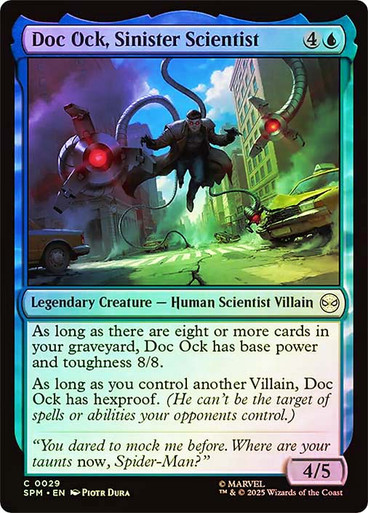 Doc Ock, Sinister Scientist 4
Legendary Creature — Human Scientist Villain
As long as there are eight or more cards in
your graveyard, Doc Ock has base power
and toughness 8/8.
As long as you control another Villain, Doc
Ock has hexproof. (He can't be the target of
spells or abilities your opponents control.)
“You dared to mock me before. Where are your
taunts now, Spider-Man?”
4/5
C 0029
SPM • EN Piotr Dura
© MARVEL
™ & © 2025 Wizards of the Coast